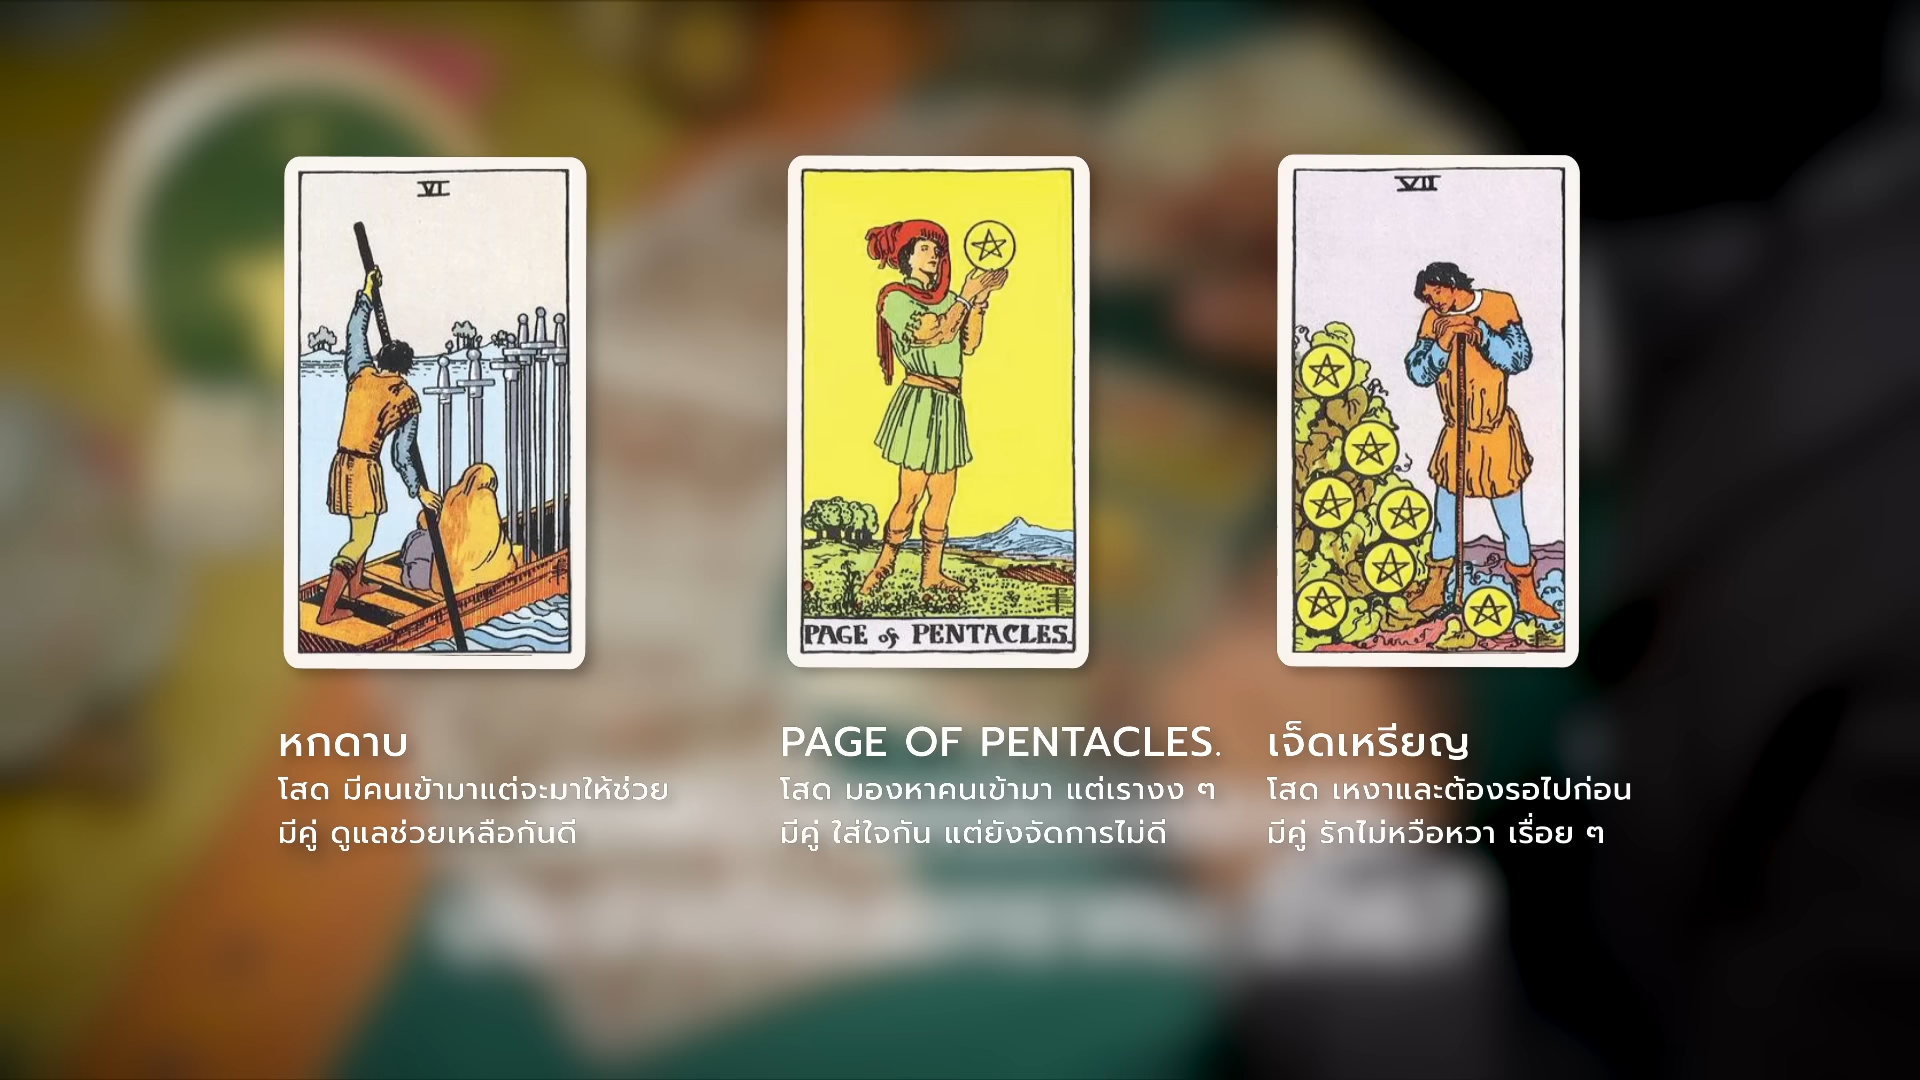 VI
VII
PAGE of PENTACLES.
หกดาบ
โสด มีคนเข้ามาแต่จะมาให้ช่วย
มีคู่ ดูแลช่วยเหลือกันดี
PAGE OF PENTACLES.
โสด มองหาคนเข้ามา แต่เรางง ๆ
มีคู่ ใส่ใจกัน แต่ยังจัดการไม่ดี
เจ็ดเหรียญ
โสด เหงาและต้องรอไปก่อน
มีคู่ รักไม่หวือหวา เรื่อย ๆ